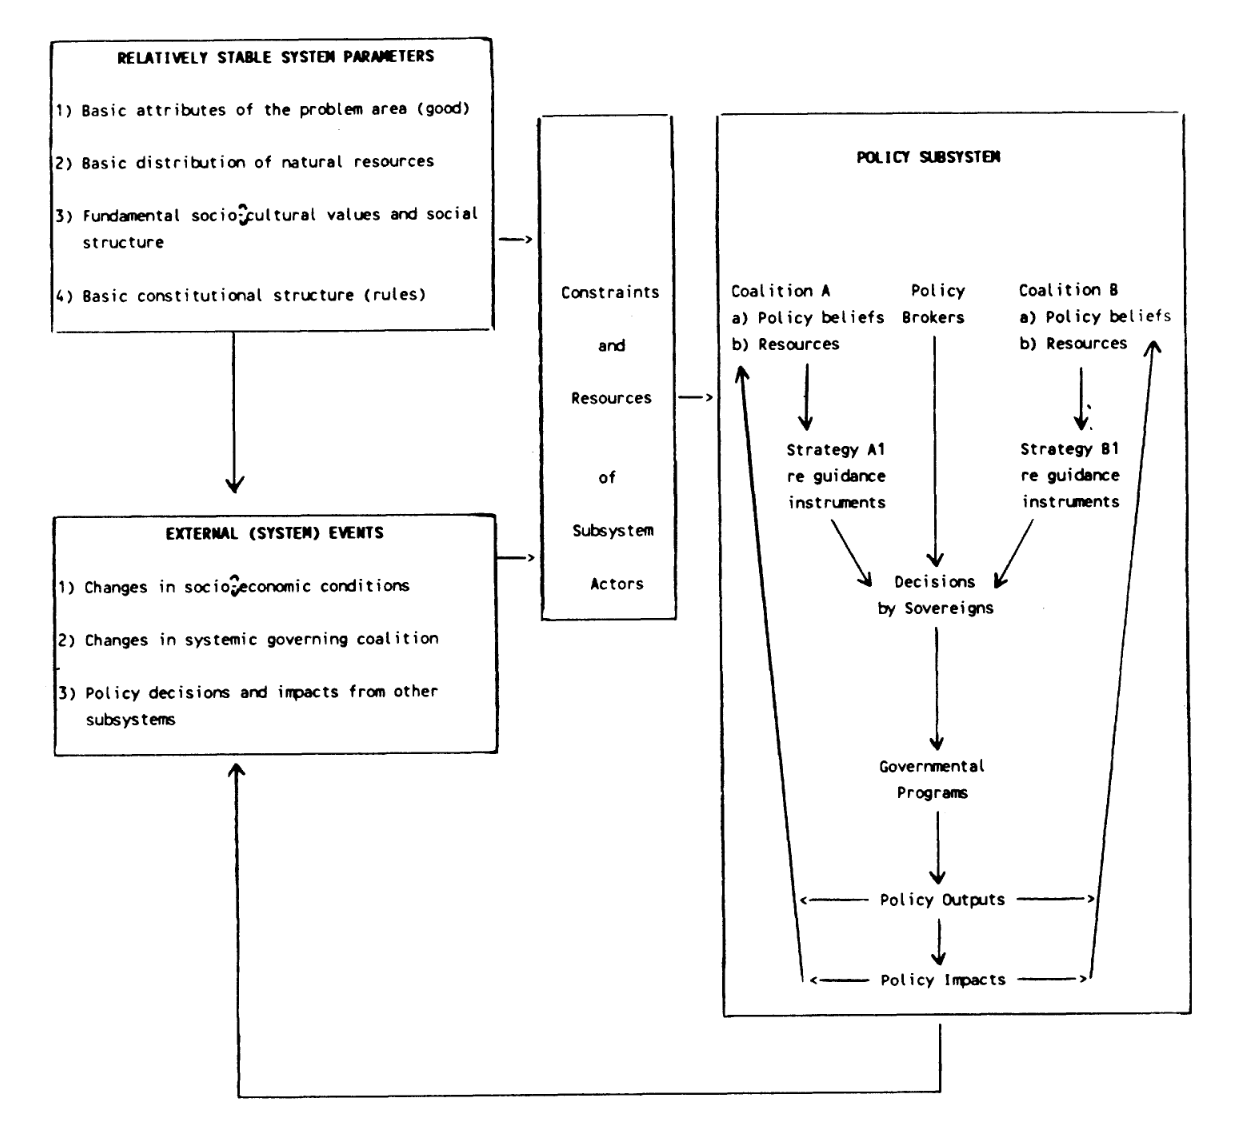 RELATIVELY STABLE SYSTEM PARAMETERS
1) Basic attributes of the problem area (good)
2) Basic distribution of natural resources
3) Fundamental socio-cultural values and social
structure
4) Basic constitutional structure (rules)
EXTERNAL (SYSTEM) EVENTS
1) Changes in socio-economic conditions
2) Changes in systemic governing coalition
3) Policy decisions and impacts from other
subsystems
Constraints
and
Resources
of
Subsystem
Actors
POLICY SUBSYSTEM
Coalition A
a) Policy beliefs
b) Resources
Policy
Brokers
Coalition B
a) Policy beliefs
b) Resources
Strategy A1
re guidance
instruments
Strategy B1
re guidance
instruments
Decisions
by Sovereigns
Governmental
Programs
Policy Outputs
Policy Impacts